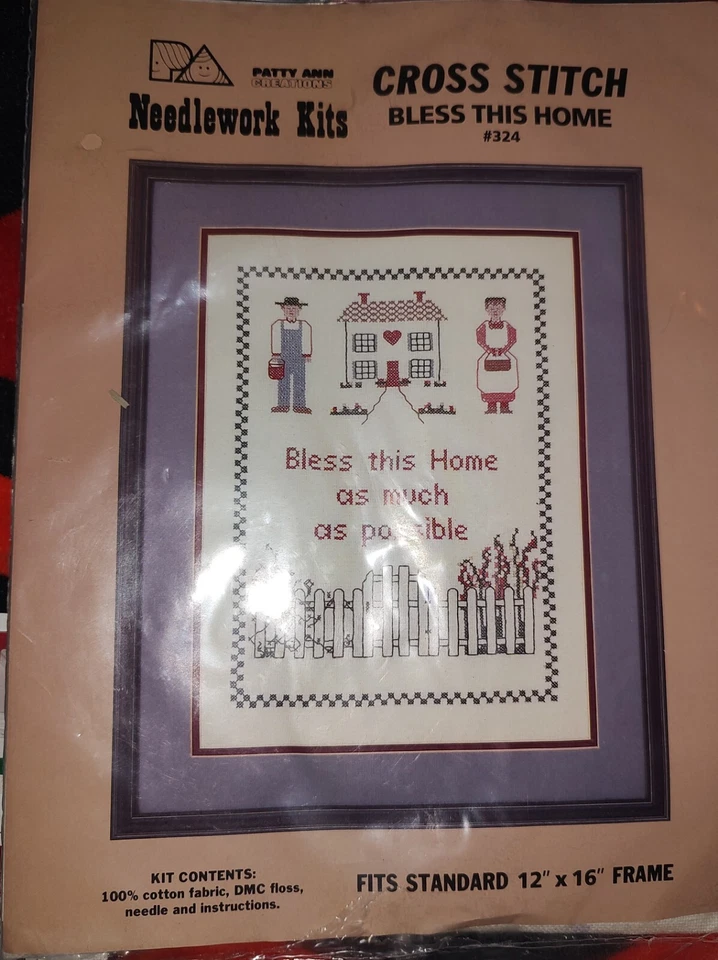 PATTY ANN
CREATIONS
Needlework Kits
CROSS STITCH
BLESS THIS HOME
#324
Bless this Home
as much
as possible
KIT CONTENTS:
100% cotton fabric, DMC floss,
needle and instructions.
FITS STANDARD 12" x 16" FRAME